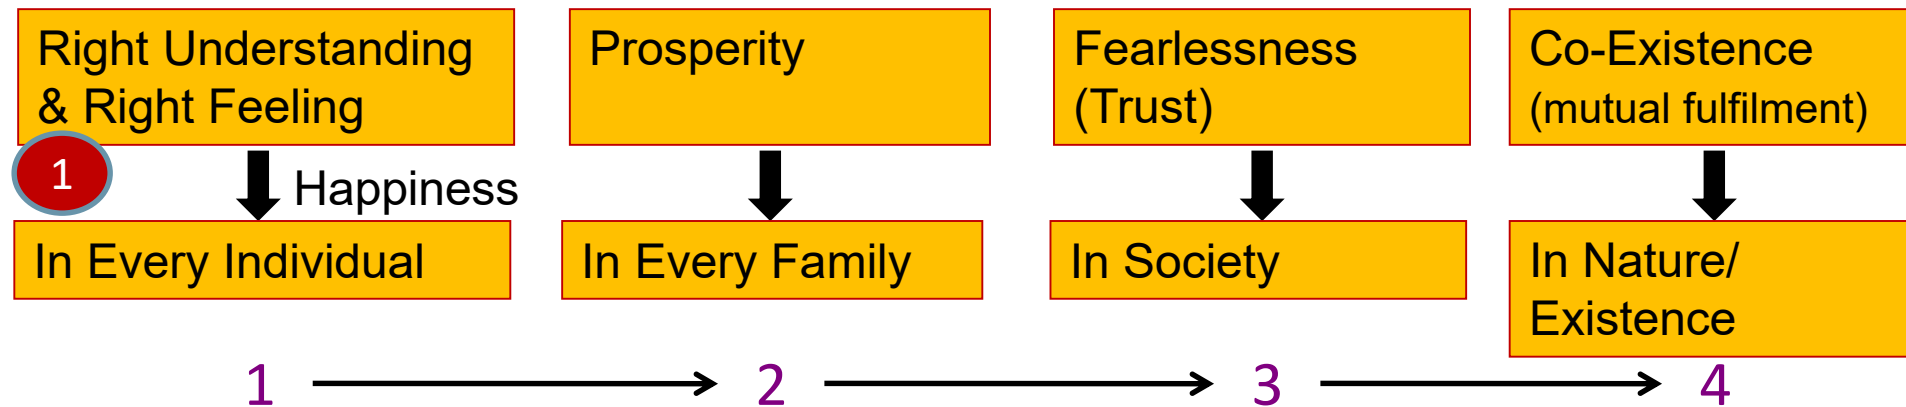 Right Understanding
& Right Feeling
Prosperity
Fearlessness
(Trust)
Co-Existence
(mutual fulfilment)
1
Happiness
In Every Individual
In Every Family
In Society
In Nature/
Existence
1
2
3
4